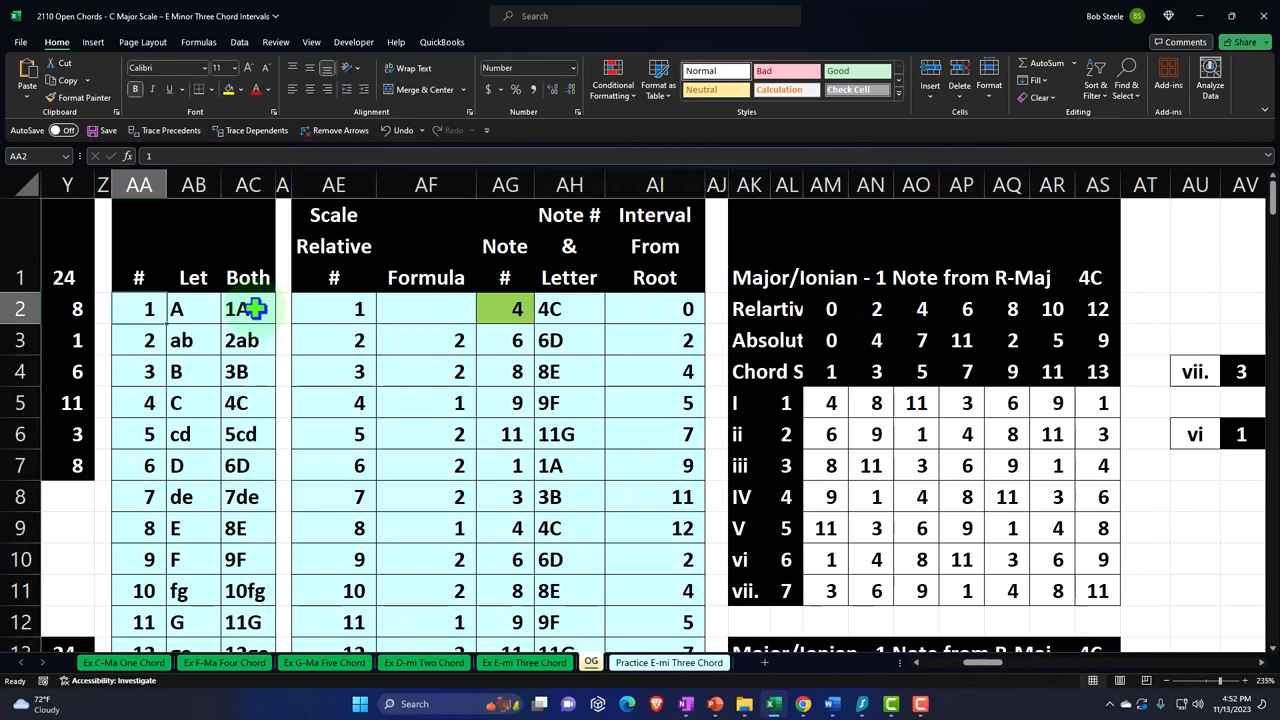 2110 Open Chords - C Major Scale – E Minor Three Chord Intervals
Search
Bob Steele
BS
File Home Insert Page Layout Formulas Data Review View Developer Help QuickBooks
Comments
Share
Paste
Cut
Copy
Format Painter
Calibri
11
Wrap Text
Merge & Center
Number
Conditional Formatting
Format as Table
Normal
Bad
Good
Neutral
Calculation
Check Cell
Insert
Delete
Format
AutoSum
Fill
Clear
Sort & Filter
Find & Select
Add-ins
Analyze Data
Clipboard
Font
Alignment
Number
Styles
Cells
Editing
Add-ins
AutoSave Off
Save
Trace Precedents
Trace Dependents
Remove Arrows
Undo
Redo
AA2
fx
1
Y Z AA AB AC A AE AF AG AH AI AJ AK AL AM AN AO AP AQ AR AS AT AU AV
Scale Note # Interval
Relative Note & From
1 24 # Let Both # Formula # Letter Root Major/Ionian - 1 Note from R-Maj 4C
2 8 1 A 1A 1 4 4C 0 Relartiv 0 2 4 6 8 10 12
3 1 2 ab 2ab 2 2 6 6D 2 Absolut 0 4 7 11 2 5 9
4 6 3 B 3B 3 2 8 8E 4 Chord S 1 3 5 7 9 11 13 vii. 3
5 11 4 C 4C 4 1 9 9F 5 I 1 4 8 11 3 6 9 1
6 3 5 cd 5cd 5 2 11 11G 7 ii 2 6 9 1 4 8 11 3 vi 1
7 8 6 D 6D 6 2 1 1A 9 iii 3 8 11 3 6 9 1 4
8 7 de 7de 7 2 3 3B 11 IV 4 9 1 4 8 11 3 6
9 8 E 8E 8 1 4 4C 12 V 5 11 3 6 9 1 4 8
10 9 F 9F 9 2 6 6D 2 vi 6 1 4 8 11 3 6 9
11 10 fg 10fg 10 2 8 8E 4 vii. 7 3 6 9 1 4 8 11
12 11 G 11G 11 1 9 9F 5
Major/Ionian - 1 Note from R-Maj 4C
Ex C-Ma One Chord
Ex F-Ma Four Chord
Ex G-Ma Five Chord
Ex D-mi Two Chord
Ex E-mi Three Chord
OG
Practice E-mi Three Chord
Ready
Accessibility: Investigate
235%
72°F
Cloudy
Search
4:52 PM
11/13/2023